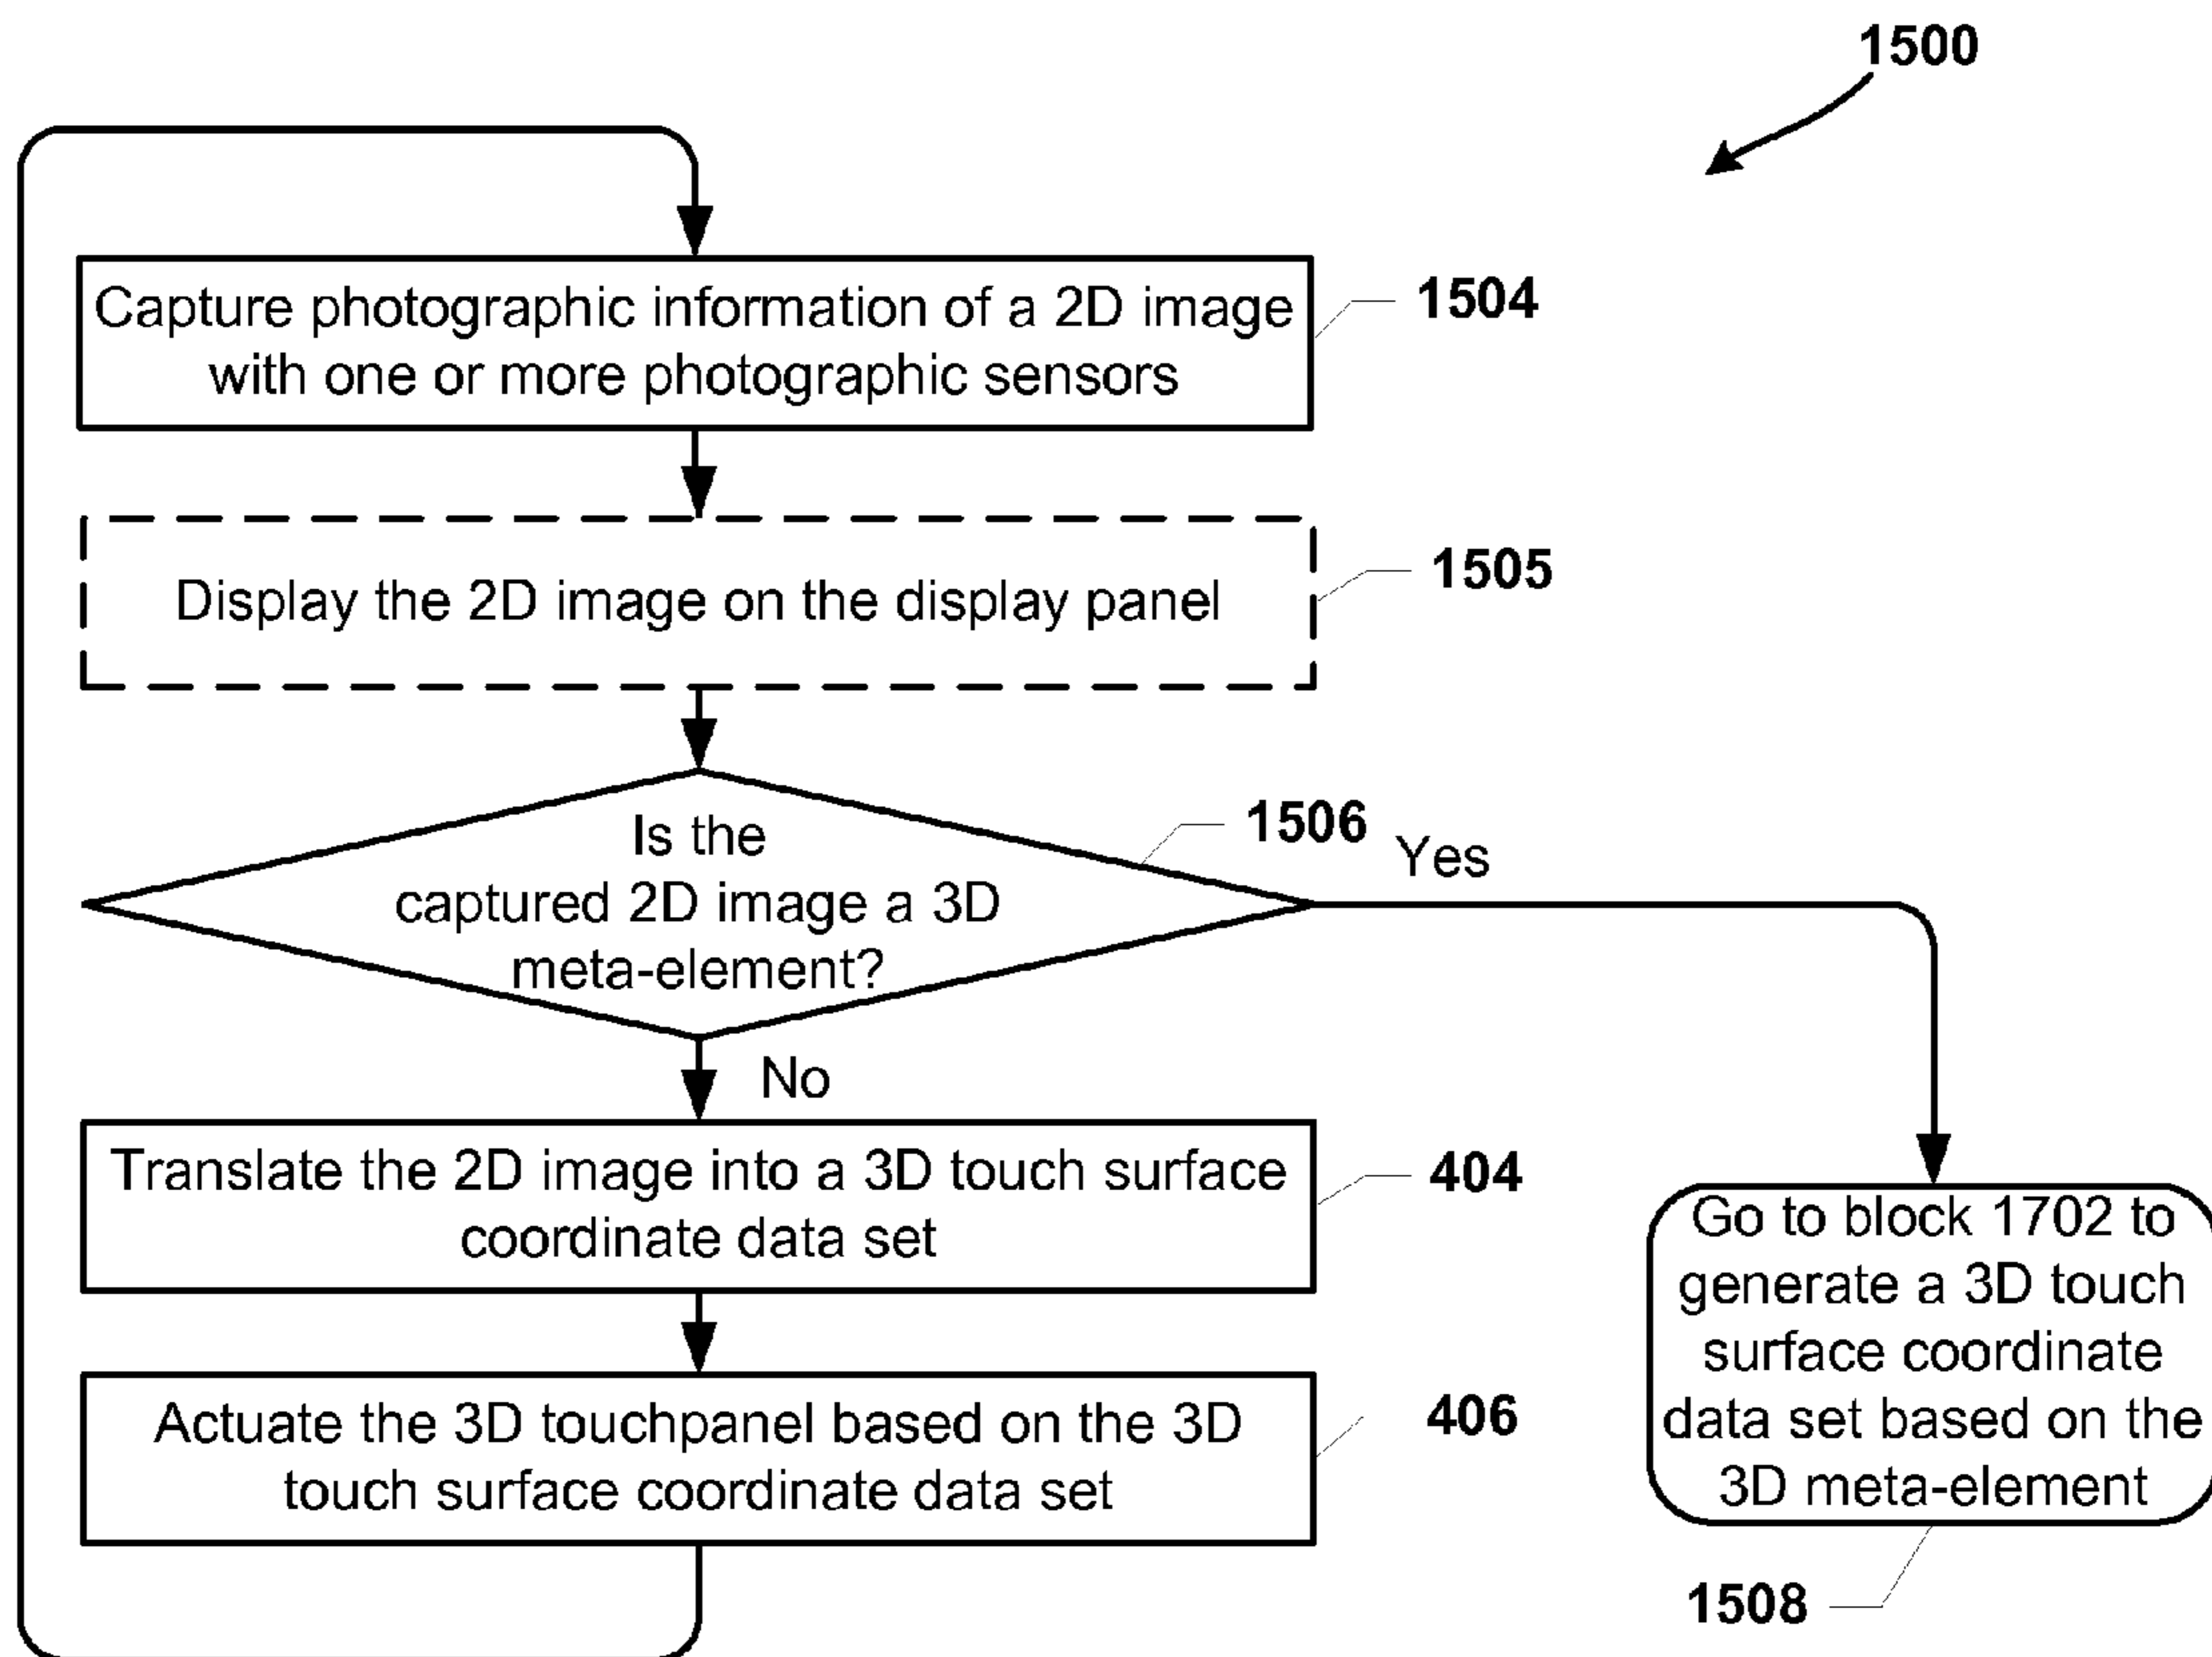 1500
Capture photographic information of a 2D image
with one or more photographic sensors
1504
Display the 2D image on the display panel
1505
Is the
captured 2D image a 3D
meta-element?
1506
Yes
No
Translate the 2D image into a 3D touch surface
coordinate data set
404
Actuate the 3D touchpanel based on the 3D
touch surface coordinate data set
406
Go to block 1702 to
generate a 3D touch
surface coordinate
data set based on the
3D meta-element
1508